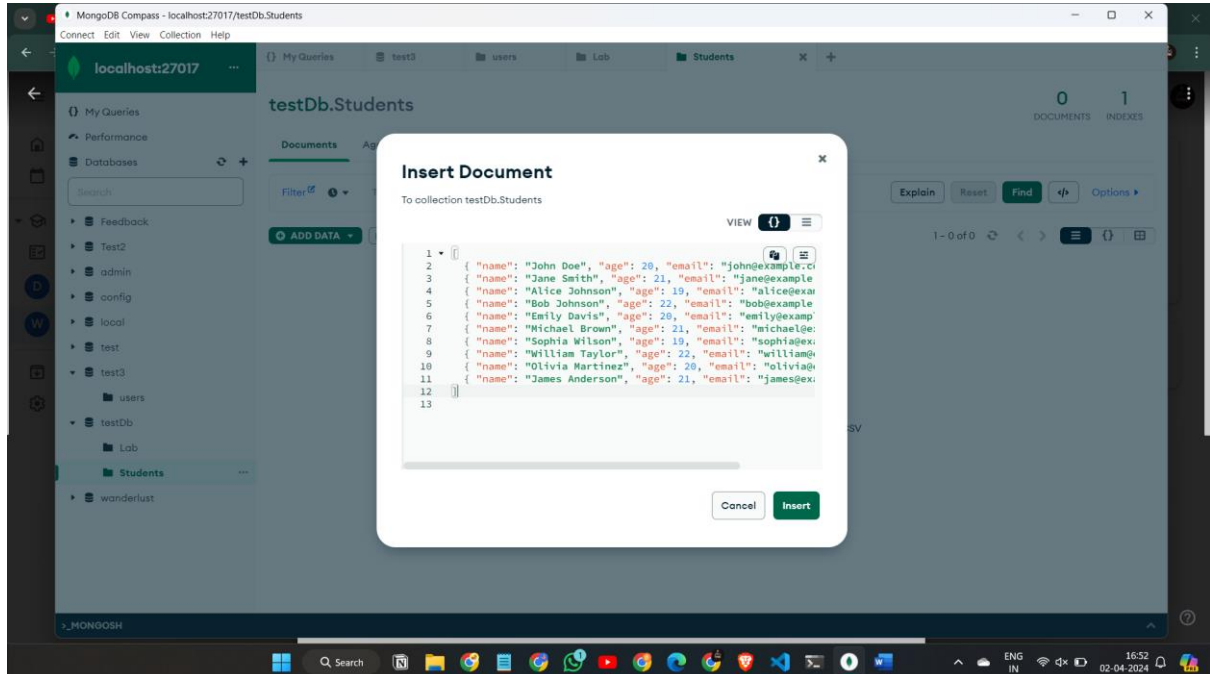 MongoDB Compass - localhost:27017/testDb.Students
Connect Edit View Collection Help
localhost:27017 ...
{} My Queries
Performance
Databases
Search
Feedback
Test2
admin
config
local
test
test3
users
testDb
Lab
Students
wanderlust
{} My Queries test3 users Lab Students
testDb.Students
0 DOCUMENTS
1 INDEXES
Documents
Filter
Explain Reset Find </> Options
ADD DATA
1 - 0 of 0
Insert Document
To collection testDb.Students
VIEW {}
1 [
2 { "name": "John Doe", "age": 20, "email": "john@example.c
3 { "name": "Jane Smith", "age": 21, "email": "jane@example
4 { "name": "Alice Johnson", "age": 19, "email": "alice@exa
5 { "name": "Bob Johnson", "age": 22, "email": "bob@example
6 { "name": "Emily Davis", "age": 20, "email": "emily@examp
7 { "name": "Michael Brown", "age": 21, "email": "michael@e
8 { "name": "Sophia Wilson", "age": 19, "email": "sophia@ex
9 { "name": "William Taylor", "age": 22, "email": "william@
10 { "name": "Olivia Martinez", "age": 20, "email": "olivia@
11 { "name": "James Anderson", "age": 21, "email": "james@ex
12 ]
13
SV
Cancel Insert
>_MONGOSH
D
W
Search
ENG
IN
16:52
02-04-2024